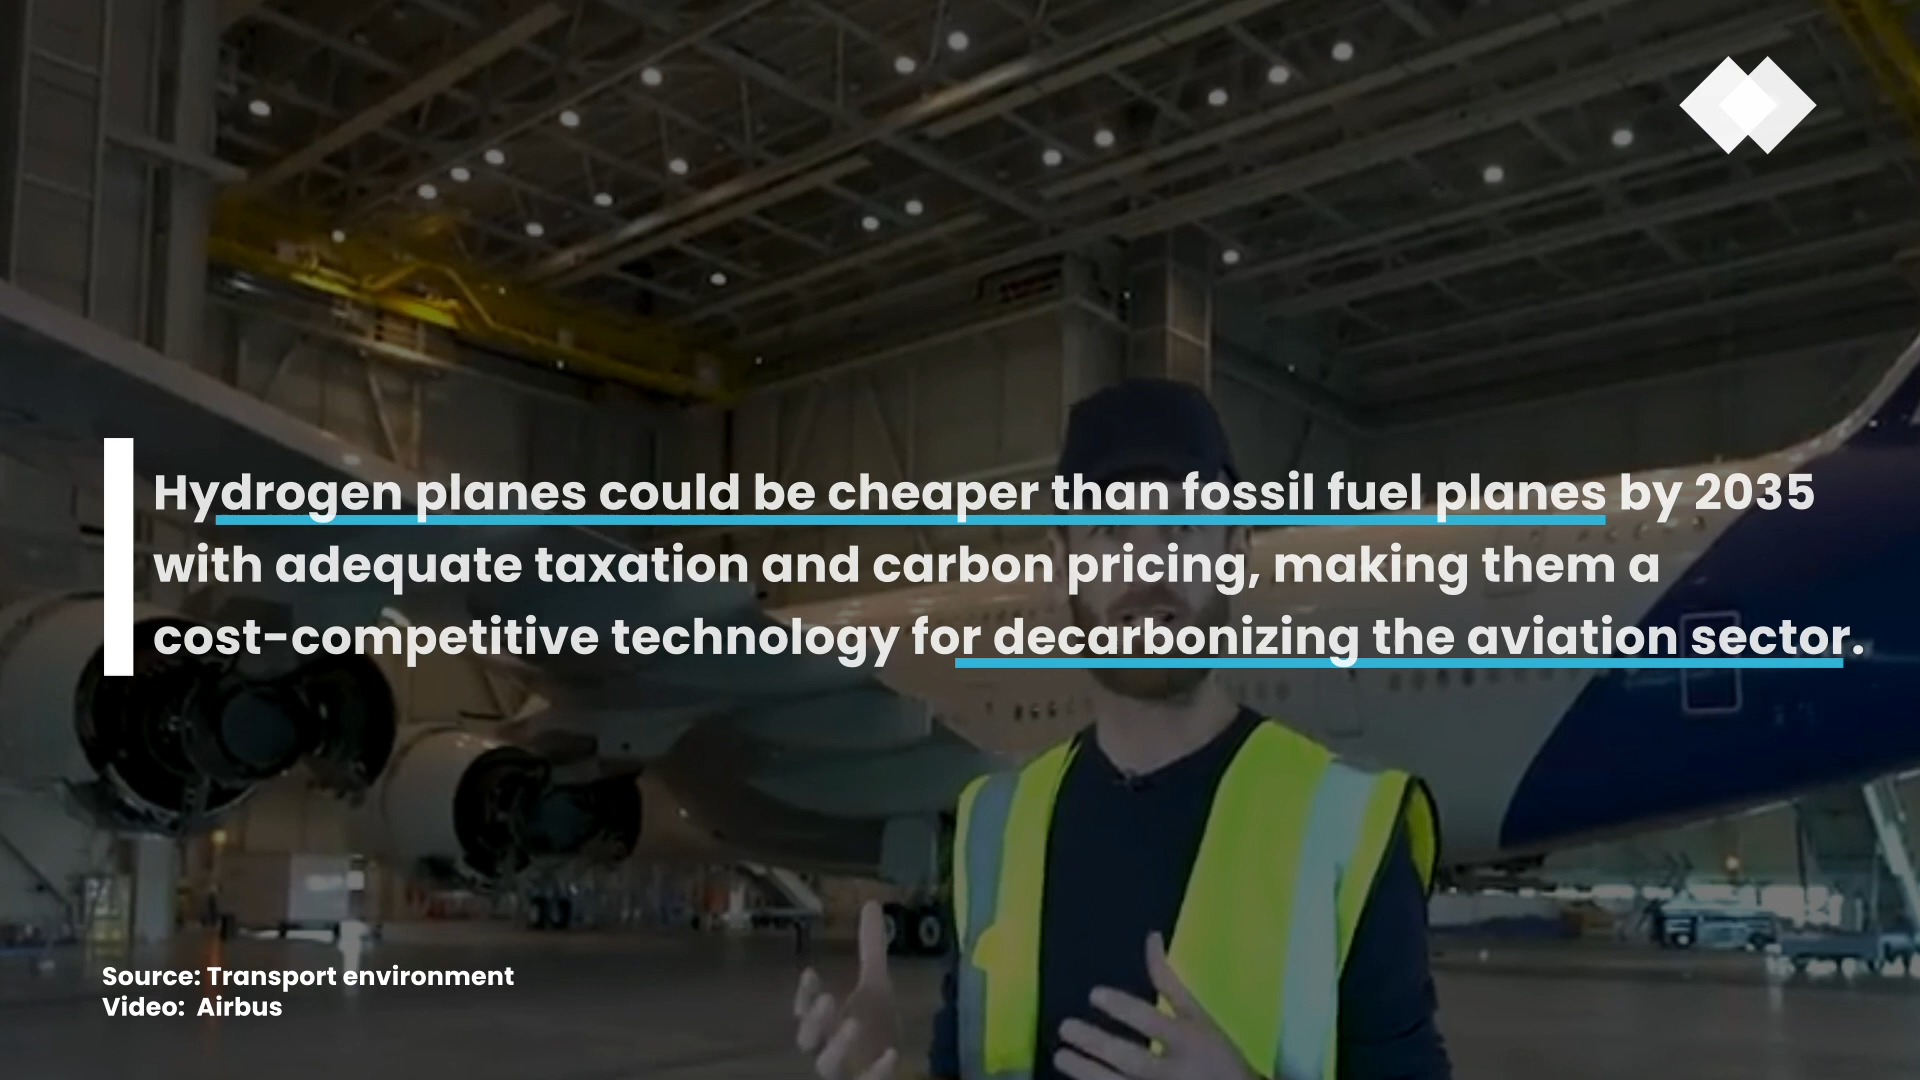 Hydrogen planes could be cheaper than fossil fuel planes by 2035
with adequate taxation and carbon pricing, making them a
cost-competitive technology for decarbonizing the aviation sector.
Source: Transport environment
Video: Airbus